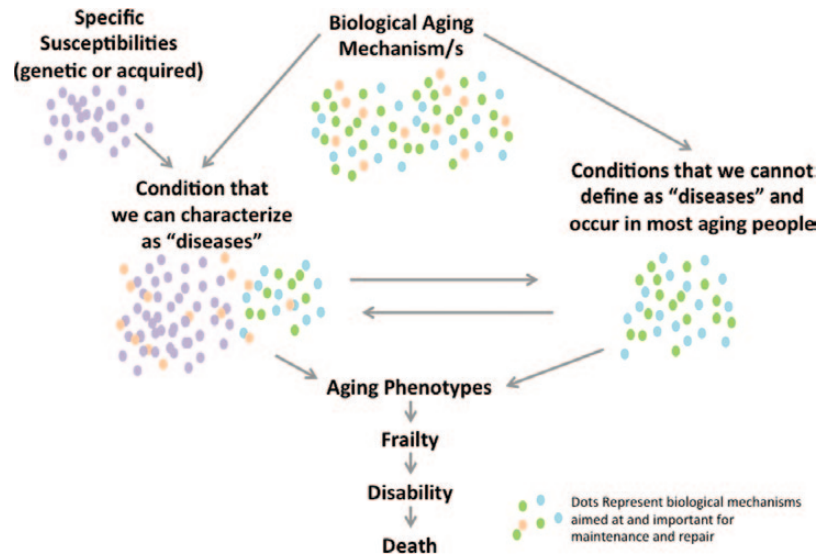 Specific
Susceptibilities
(genetic or acquired)
Biological Aging
Mechanism/s
Condition that
we can characterize
as “diseases”
Conditions that we cannot
define as “diseases” and
occur in most aging people
Aging Phenotypes
Frailty
Disability
Death
Dots Represent biological mechanisms
aimed at and important for
maintenance and repair